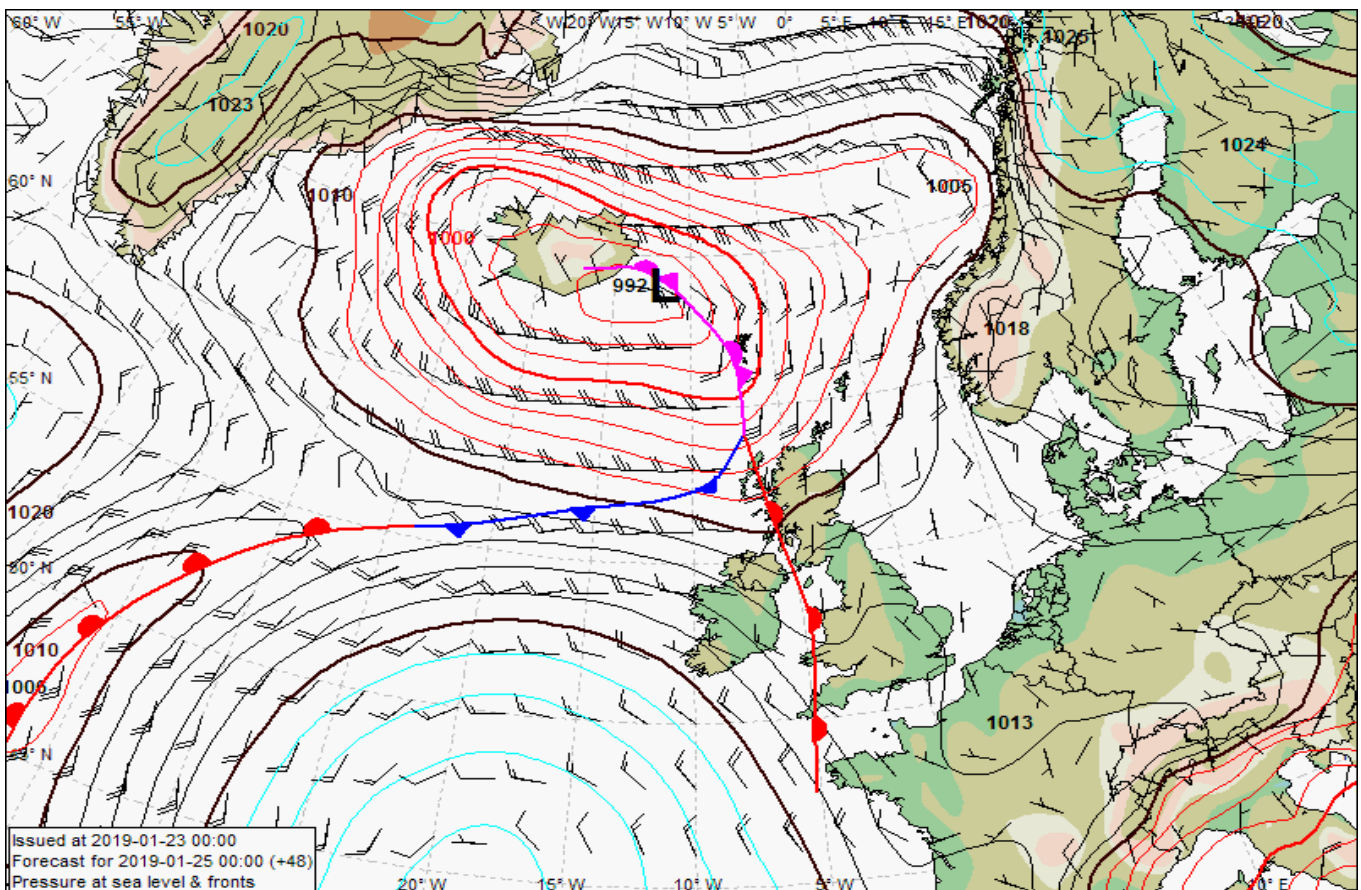 60° W
55° W
W20° W15° W10° W 5° W 0° 5° E 10° E 15° E
1020
1020
1020
1025
1023
1024
60° N
1010
1005
1000
992
L
1018
55° N
1020
1010
1006
1013
Issued at 2019-01-23 00:00
Forecast for 2019-01-25 00:00 (+48)
Pressure at sea level & fronts
20° W 15° W 10° W 5° W 10° E